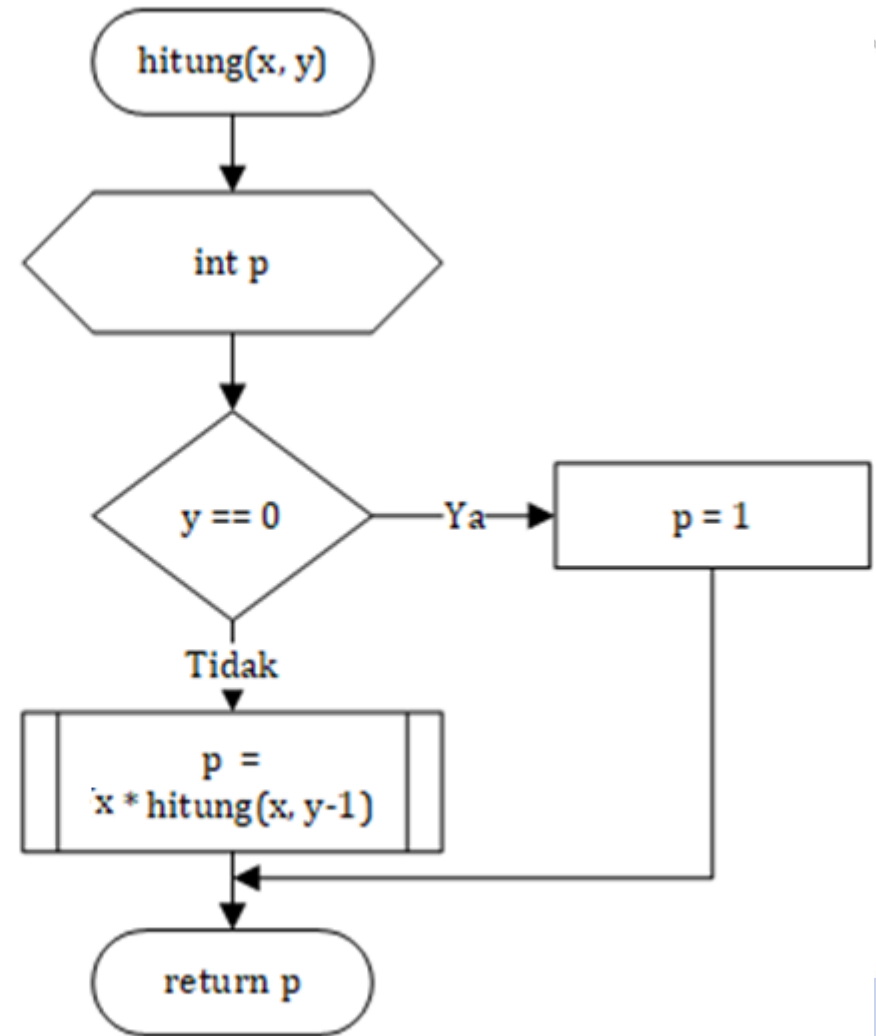 hitung(x, y)
int p
y == 0
Ya
p = 1
Tidak
p =
x * hitung(x, y-1)
return p